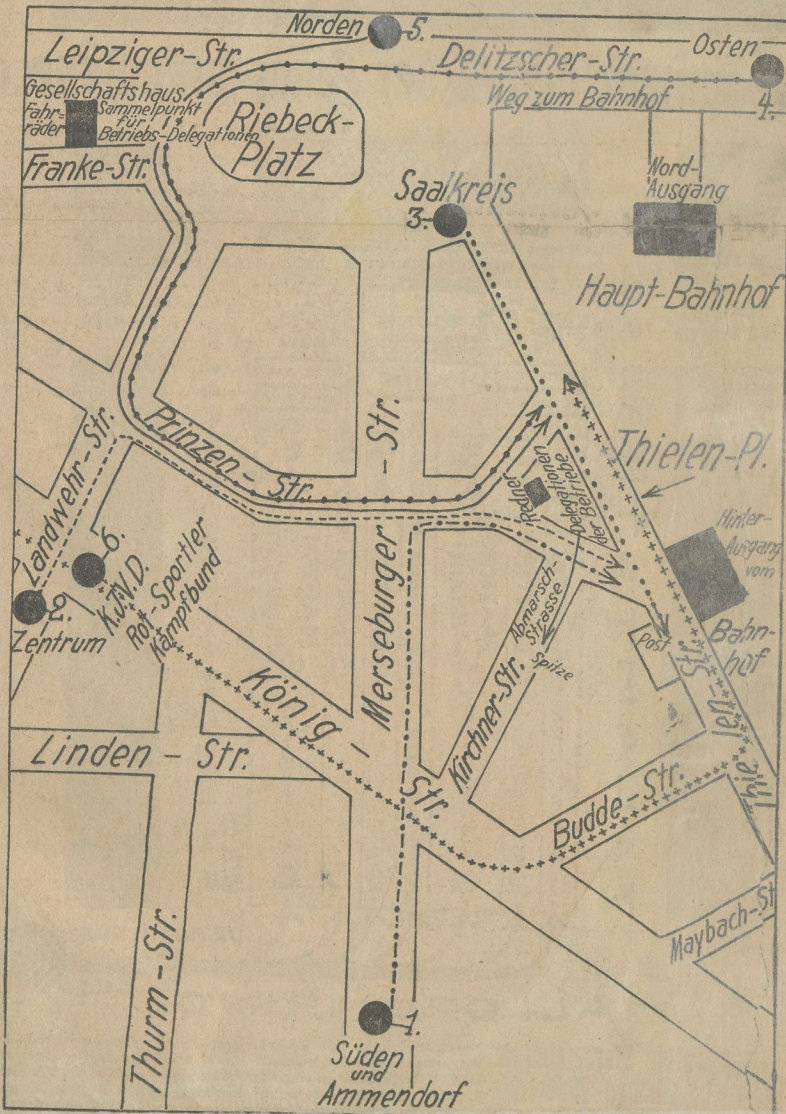 Norden
5.
Leipziger-Str.
Delitzscher-Str.
Osten
4.
Gesellschaftshaus
Fahr-
räder
Sammelpunkt
für
Betriebs-Delegationen
Riebeck-
Platz
Weg zum Bahnhof
Franke-Str.
Nord-
Ausgang
Saalkreis
3.
Haupt-Bahnhof
Prinzen-Str.
-Str.
Thielen-Pl.
Landwehr-Str.
Redner
Delegationen
der Betriebe
Hinter-
Ausgang
vom
Bahn-
hof
6.
K.J.V.D.
Rot-Sportler
Kampfbund
2.
Zentrum
Merseburger
Abmarsch-
Strasse
Spitze
Post
Kirchner-Str.
König-
Str.
Thielen-Str.
Linden-Str.
Budde-Str.
Maybach-St
Thurm-Str.
1.
Süden
und
Ammendorf